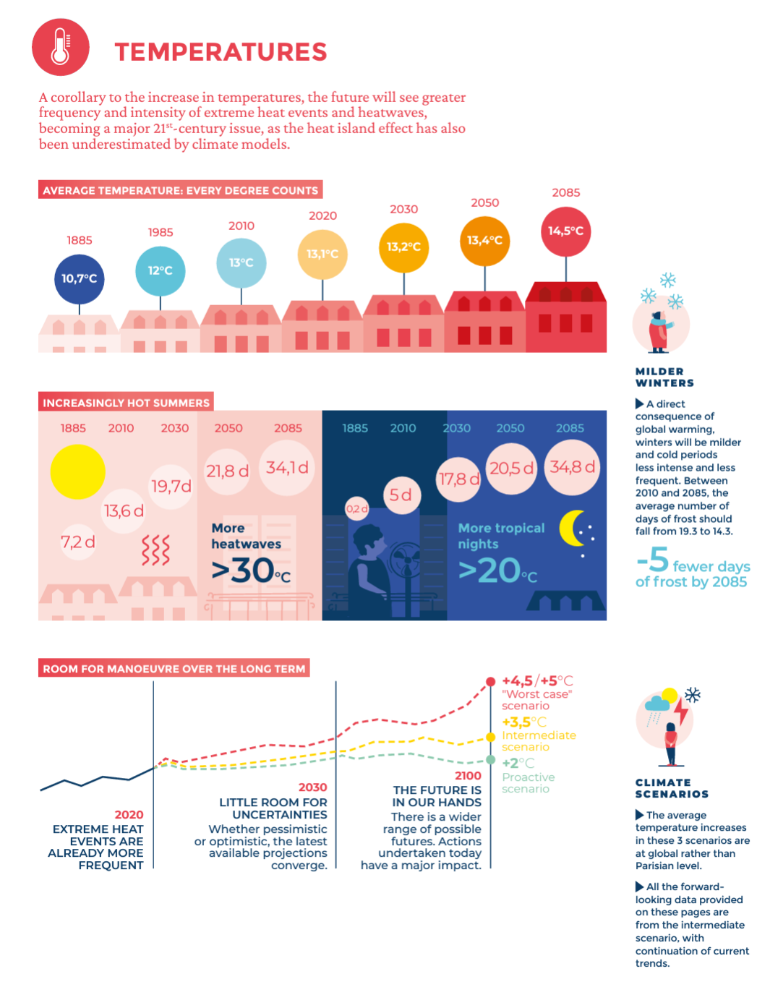 TEMPERATURES
A corollary to the increase in temperatures, the future will see greater
frequency and intensity of extreme heat events and heatwaves,
becoming a major 21st-century issue, as the heat island effect has also
been underestimated by climate models.
AVERAGE TEMPERATURE: EVERY DEGREE COUNTS
1885
1985
2010
2020
2030
2050
2085
10,7°C
12°C
13°C
13,1°C
13,2°C
13,4°C
14,5°C
MILDER
WINTERS
▶ A direct
consequence of
global warming,
winters will be milder
and cold periods
less intense and less
frequent. Between
2010 and 2085, the
average number of
days of frost should
fall from 19.3 to 14.3.
-5 fewer days
of frost by 2085
INCREASINGLY HOT SUMMERS
1885 2010 2030 2050 2085
7,2 d
13,6 d
19,7 d
21,8 d
34,1 d
More
heatwaves
>30°C
1885 2010 2030 2050 2085
0,2 d
5 d
17,8 d
20,5 d
34,8 d
More tropical
nights
>20°C
ROOM FOR MANOEUVRE OVER THE LONG TERM
+4,5/+5°C
"Worst case"
scenario
+3,5°C
Intermediate
scenario
+2°C
Proactive
scenario
2020
EXTREME HEAT
EVENTS ARE
ALREADY MORE
FREQUENT
2030
LITTLE ROOM FOR
UNCERTAINTIES
Whether pessimistic
or optimistic, the latest
available projections
converge.
2100
THE FUTURE IS
IN OUR HANDS
There is a wider
range of possible
futures. Actions
undertaken today
have a major impact.
CLIMATE
SCENARIOS
▶ The average
temperature increases
in these 3 scenarios are
at global rather than
Parisian level.
▶ All the forward-
looking data provided
on these pages are
from the intermediate
scenario, with
continuation of current
trends.